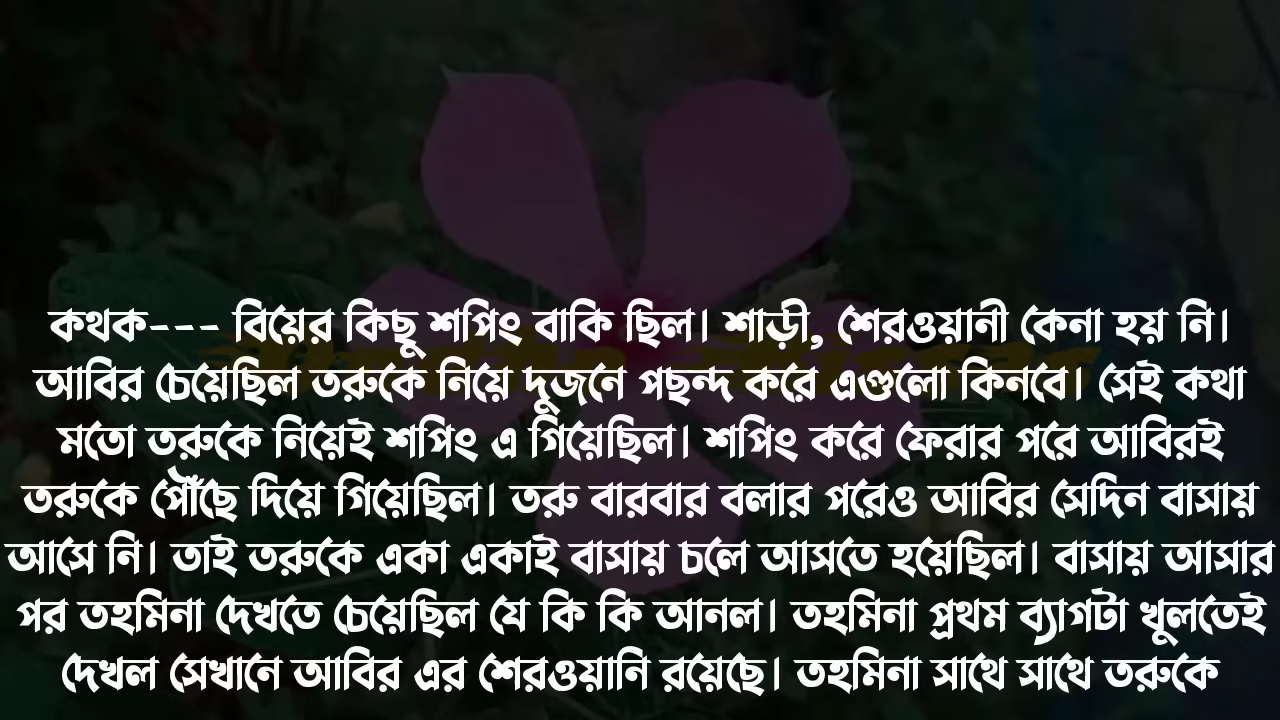 কথক--- বিয়ের কিছু শপিং বাকি ছিল। শাড়ী, শেরওয়ানী কেনা হয় নি।
আবির চেয়েছিল তরুকে নিয়ে দুজনে পছন্দ করে এগুলো কিনবে। সেই কথা
মতো তরুকে নিয়েই শপিং এ গিয়েছিল। শপিং করে ফেরার পরে আবিরই
তরুকে পৌঁছে দিয়ে গিয়েছিল। তরু বারবার বলার পরেও আবির সেদিন বাসায়
আসে নি। তাই তরুকে একা একাই বাসায় চলে আসতে হয়েছিল। বাসায় আসার
পর তহমিনা দেখতে চেয়েছিল যে কি কি আনল। তহমিনা প্রথম ব্যাগটা খুলতেই
দেখল সেখানে আবির এর শেরওয়ানি রয়েছে। তহমিনা সাথে সাথে তরুকে